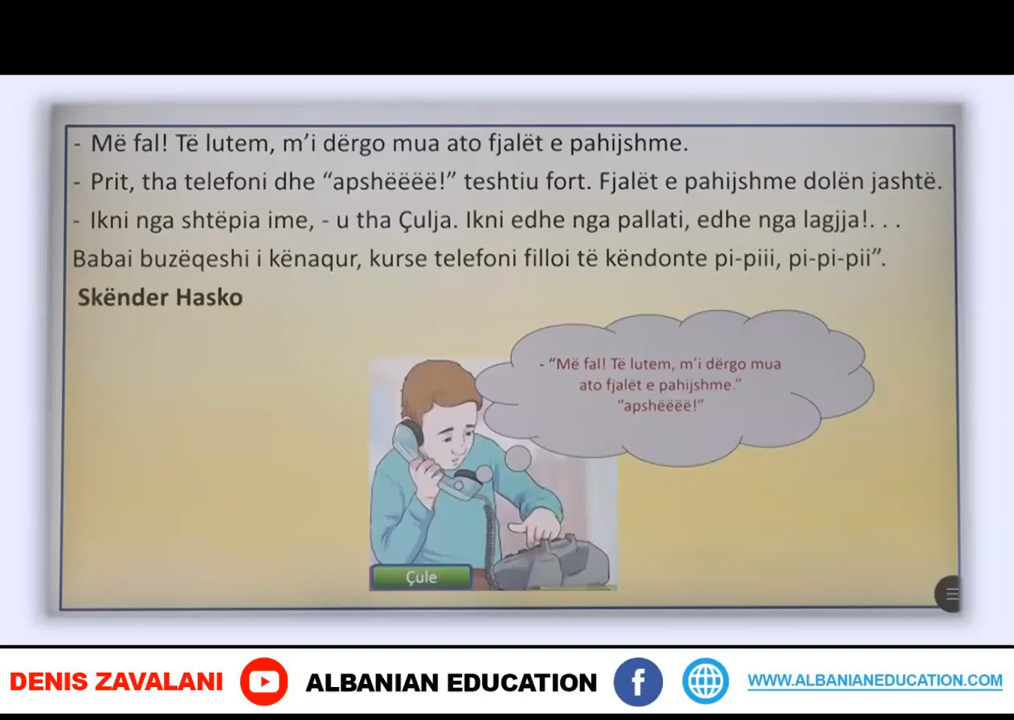 - Më fal! Të lutem, m’i dërgo mua ato fjalët e pahijshme.
- Prit, tha telefoni dhe “apshëëëë!” teshtiu fort. Fjalët e pahijshme dolën jashtë.
- Ikni nga shtëpia ime, - u tha Çulja. Ikni edhe nga pallati, edhe nga lagjja!. . .
Babai buzëqeshi i kënaqur, kurse telefoni filloi të këndonte pi-piii, pi-pi-pii”.
Skënder Hasko
- “Më fal! Të lutem, m’i dërgo mua
ato fjalët e pahijshme.”
“apshëëëë!”
Çule
DENIS ZAVALANI
ALBANIAN EDUCATION
WWW.ALBANIANEDUCATION.COM